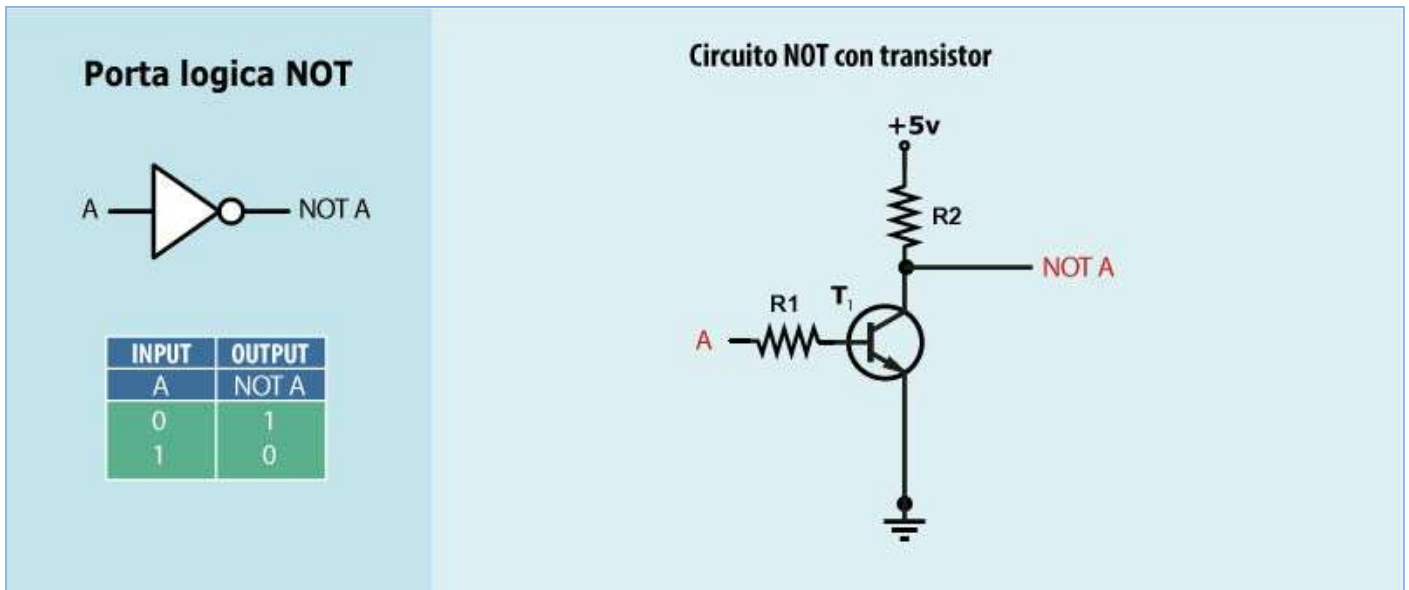 Porta logica NOT
A NOT A
INPUT OUTPUT
A NOT A
0 1
1 0
Circuito NOT con transistor
+5v
R2
NOT A
R1 T1
A